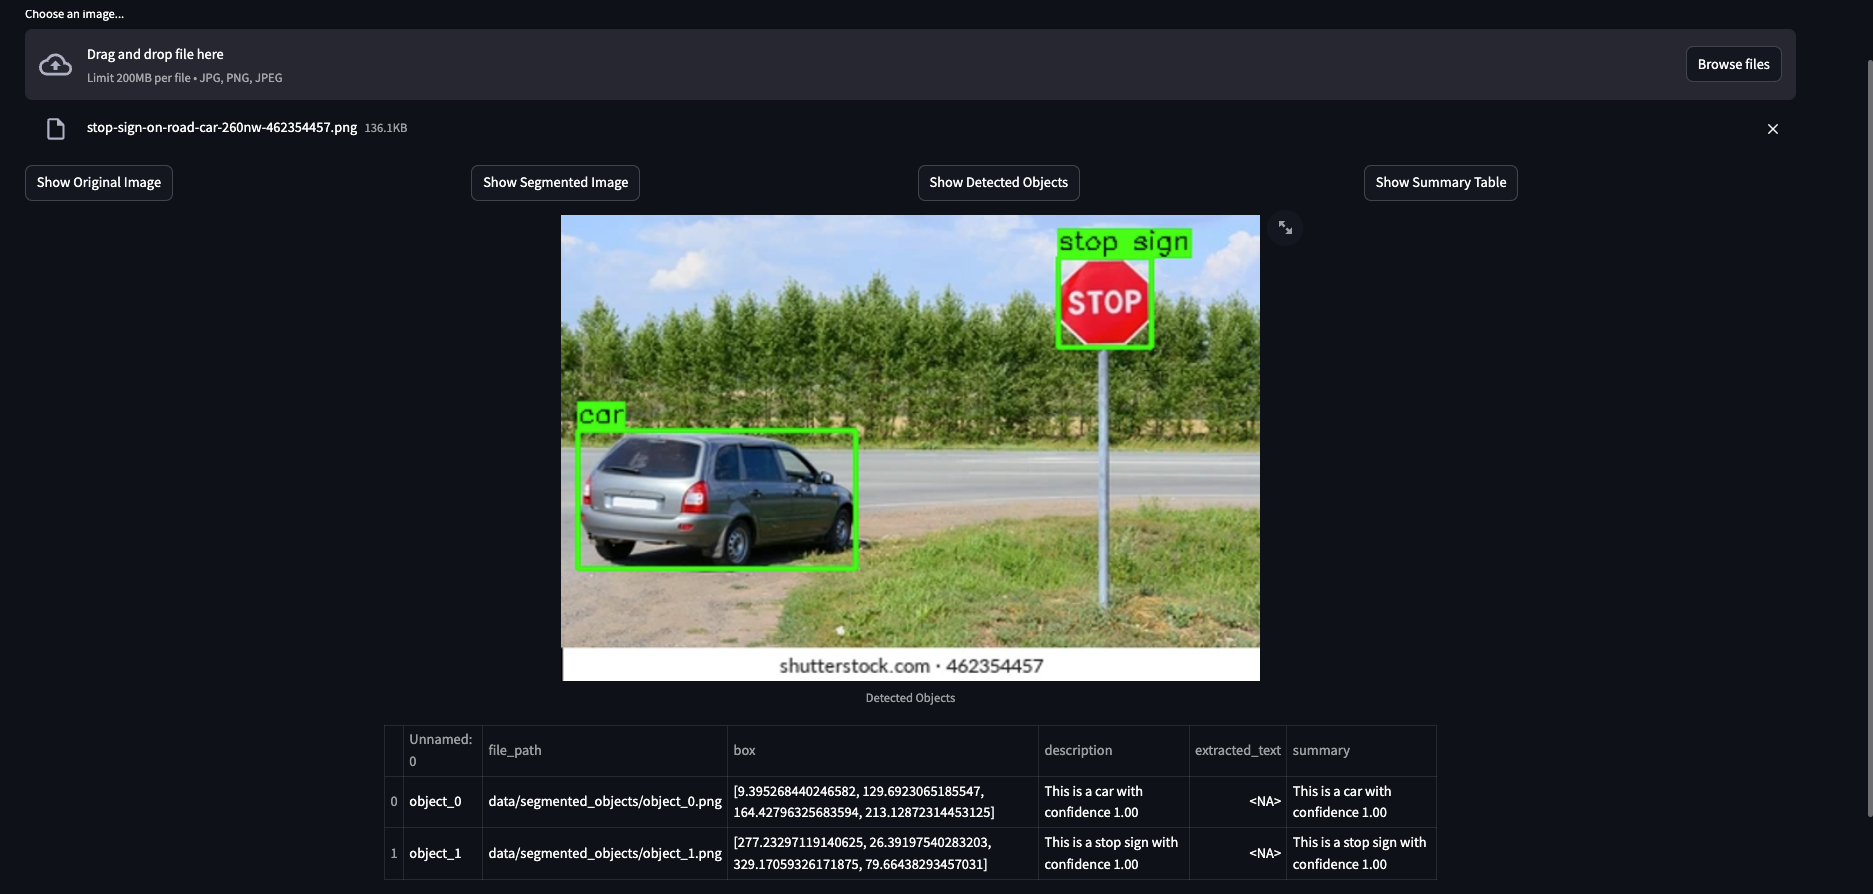 Choose an image...
Drag and drop file here
Limit 200MB per file • JPG, PNG, JPEG
Browse files
stop-sign-on-road-car-260nw-462354457.png 136.1KB
Show Original Image
Show Segmented Image
Show Detected Objects
Show Summary Table
stop sign
STOP
car
shutterstock.com · 462354457
Detected Objects
Unnamed: 0 file_path box description extracted_text summary
0 object_0 data/segmented_objects/object_0.png [9.395268440246582, 129.6923065185547, 164.42796325683594, 213.12872314453125] This is a car with confidence 1.00 <NA> This is a car with confidence 1.00
1 object_1 data/segmented_objects/object_1.png [277.23297119140625, 26.39197540283203, 329.17059326171875, 79.66438293457031] This is a stop sign with confidence 1.00 <NA> This is a stop sign with confidence 1.00